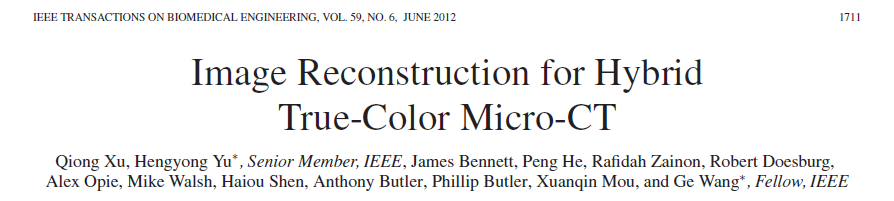 IEEE TRANSACTIONS ON BIOMEDICAL ENGINEERING, VOL. 59, NO. 6, JUNE 2012 1711
Image Reconstruction for Hybrid
True-Color Micro-CT
Qiong Xu, Hengyong Yu*, Senior Member, IEEE, James Bennett, Peng He, Rafidah Zainon, Robert Doesburg,
Alex Opie, Mike Walsh, Haiou Shen, Anthony Butler, Phillip Butler, Xuanqin Mou, and Ge Wang*, Fellow, IEEE